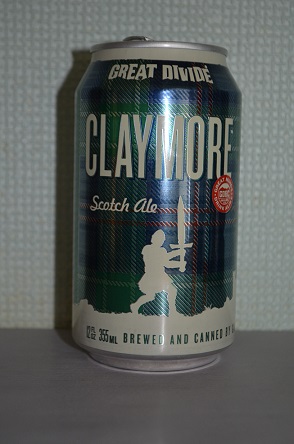 GREAT DIVIDE
CLAYMORE
Scotch Ale
12 FL OZ 355 ML BREWED AND CANNED BY